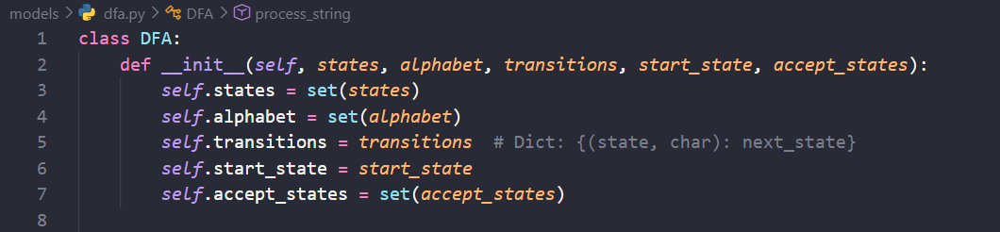 models > dfa.py > DFA > process_string
1 class DFA:
2     def __init__(self, states, alphabet, transitions, start_state, accept_states):
3         self.states = set(states)
4         self.alphabet = set(alphabet)
5         self.transitions = transitions  # Dict: {(state, char): next_state}
6         self.start_state = start_state
7         self.accept_states = set(accept_states)
8